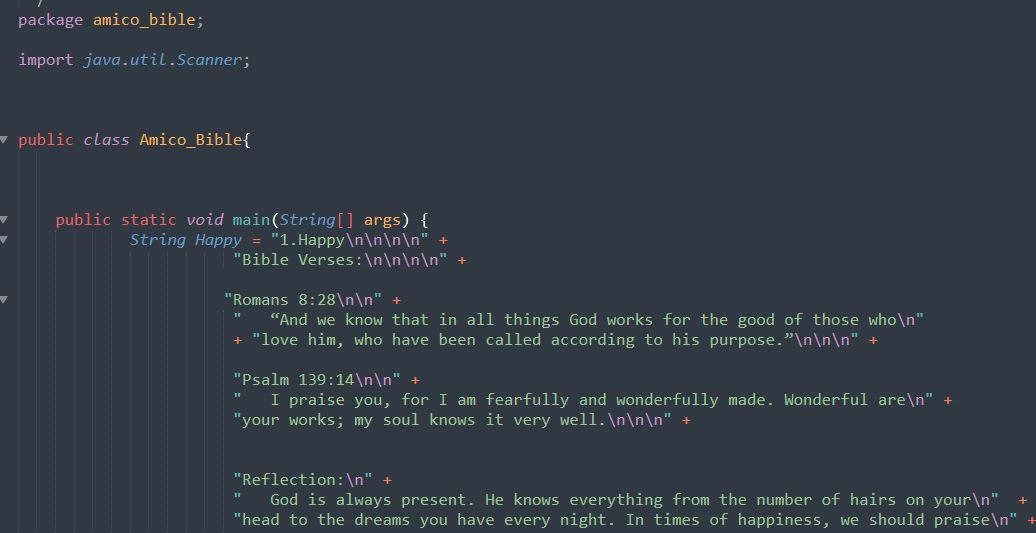 package amico_bible;
import java.util.Scanner;
public class Amico_Bible{
public static void main(String[] args) {
String Happy = "1.Happy\n\n\n\n" +
"Bible Verses:\n\n\n\n" +
"Romans 8:28\n\n" +
"   “And we know that in all things God works for the good of those who\n"
+ "love him, who have been called according to his purpose.”\n\n\n" +
"Psalm 139:14\n\n" +
"   I praise you, for I am fearfully and wonderfully made. Wonderful are\n" +
"your works; my soul knows it very well.\n\n\n" +
"Reflection:\n" +
"   God is always present. He knows everything from the number of hairs on your\n"  +
"head to the dreams you have every night. In times of happiness, we should praise\n" +